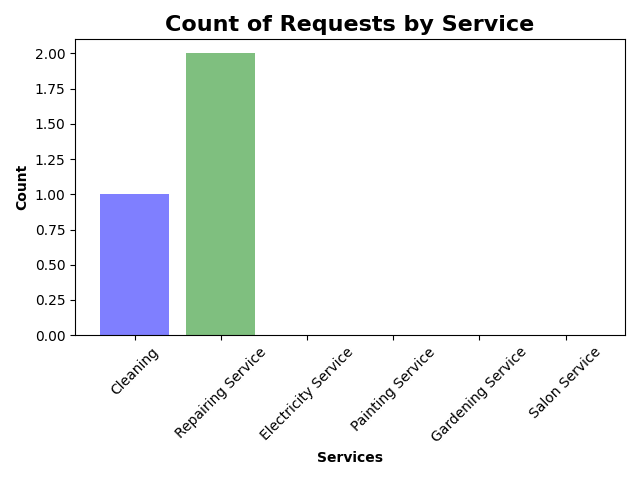 Count of Requests by Service
2.00
1.75
1.50
1.25
1.00
0.75
0.50
0.25
0.00
Count
Cleaning
Repairing Service
Electricity Service
Painting Service
Gardening Service
Salon Service
Services